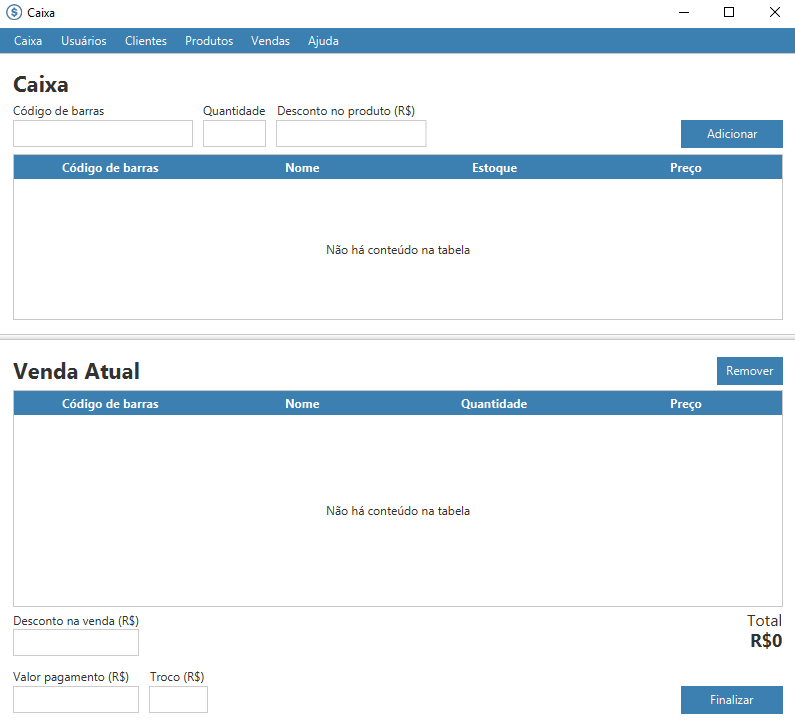 Caixa
Caixa Usuários Clientes Produtos Vendas Ajuda
Caixa
Código de barras Quantidade Desconto no produto (R$)
Adicionar
Código de barras Nome Estoque Preço
Não há conteúdo na tabela
Venda Atual
Remover
Código de barras Nome Quantidade Preço
Não há conteúdo na tabela
Desconto na venda (R$)
Total
R$0
Valor pagamento (R$) Troco (R$)
Finalizar